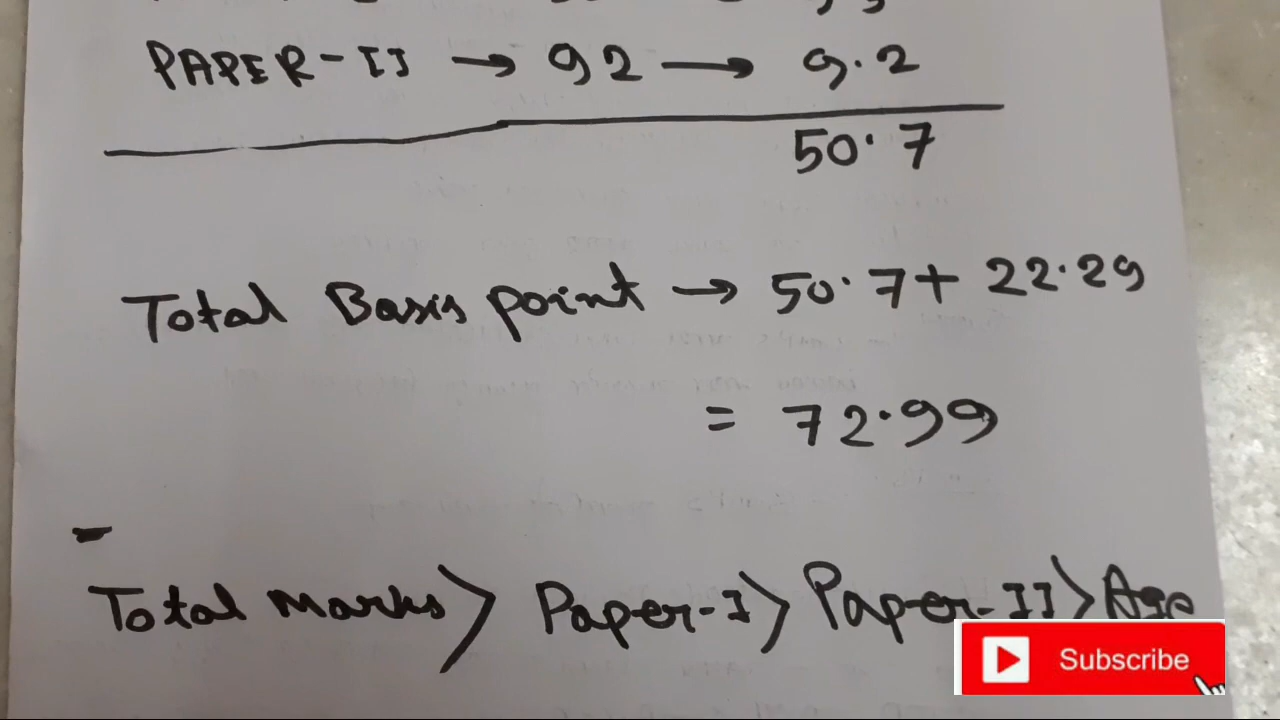 PAPER-II → 92 → 9.2
50.7
Total Basis point → 50.7 + 22.29
= 72.99
Total Marks > Paper-I > Paper-II > Age
Subscribe